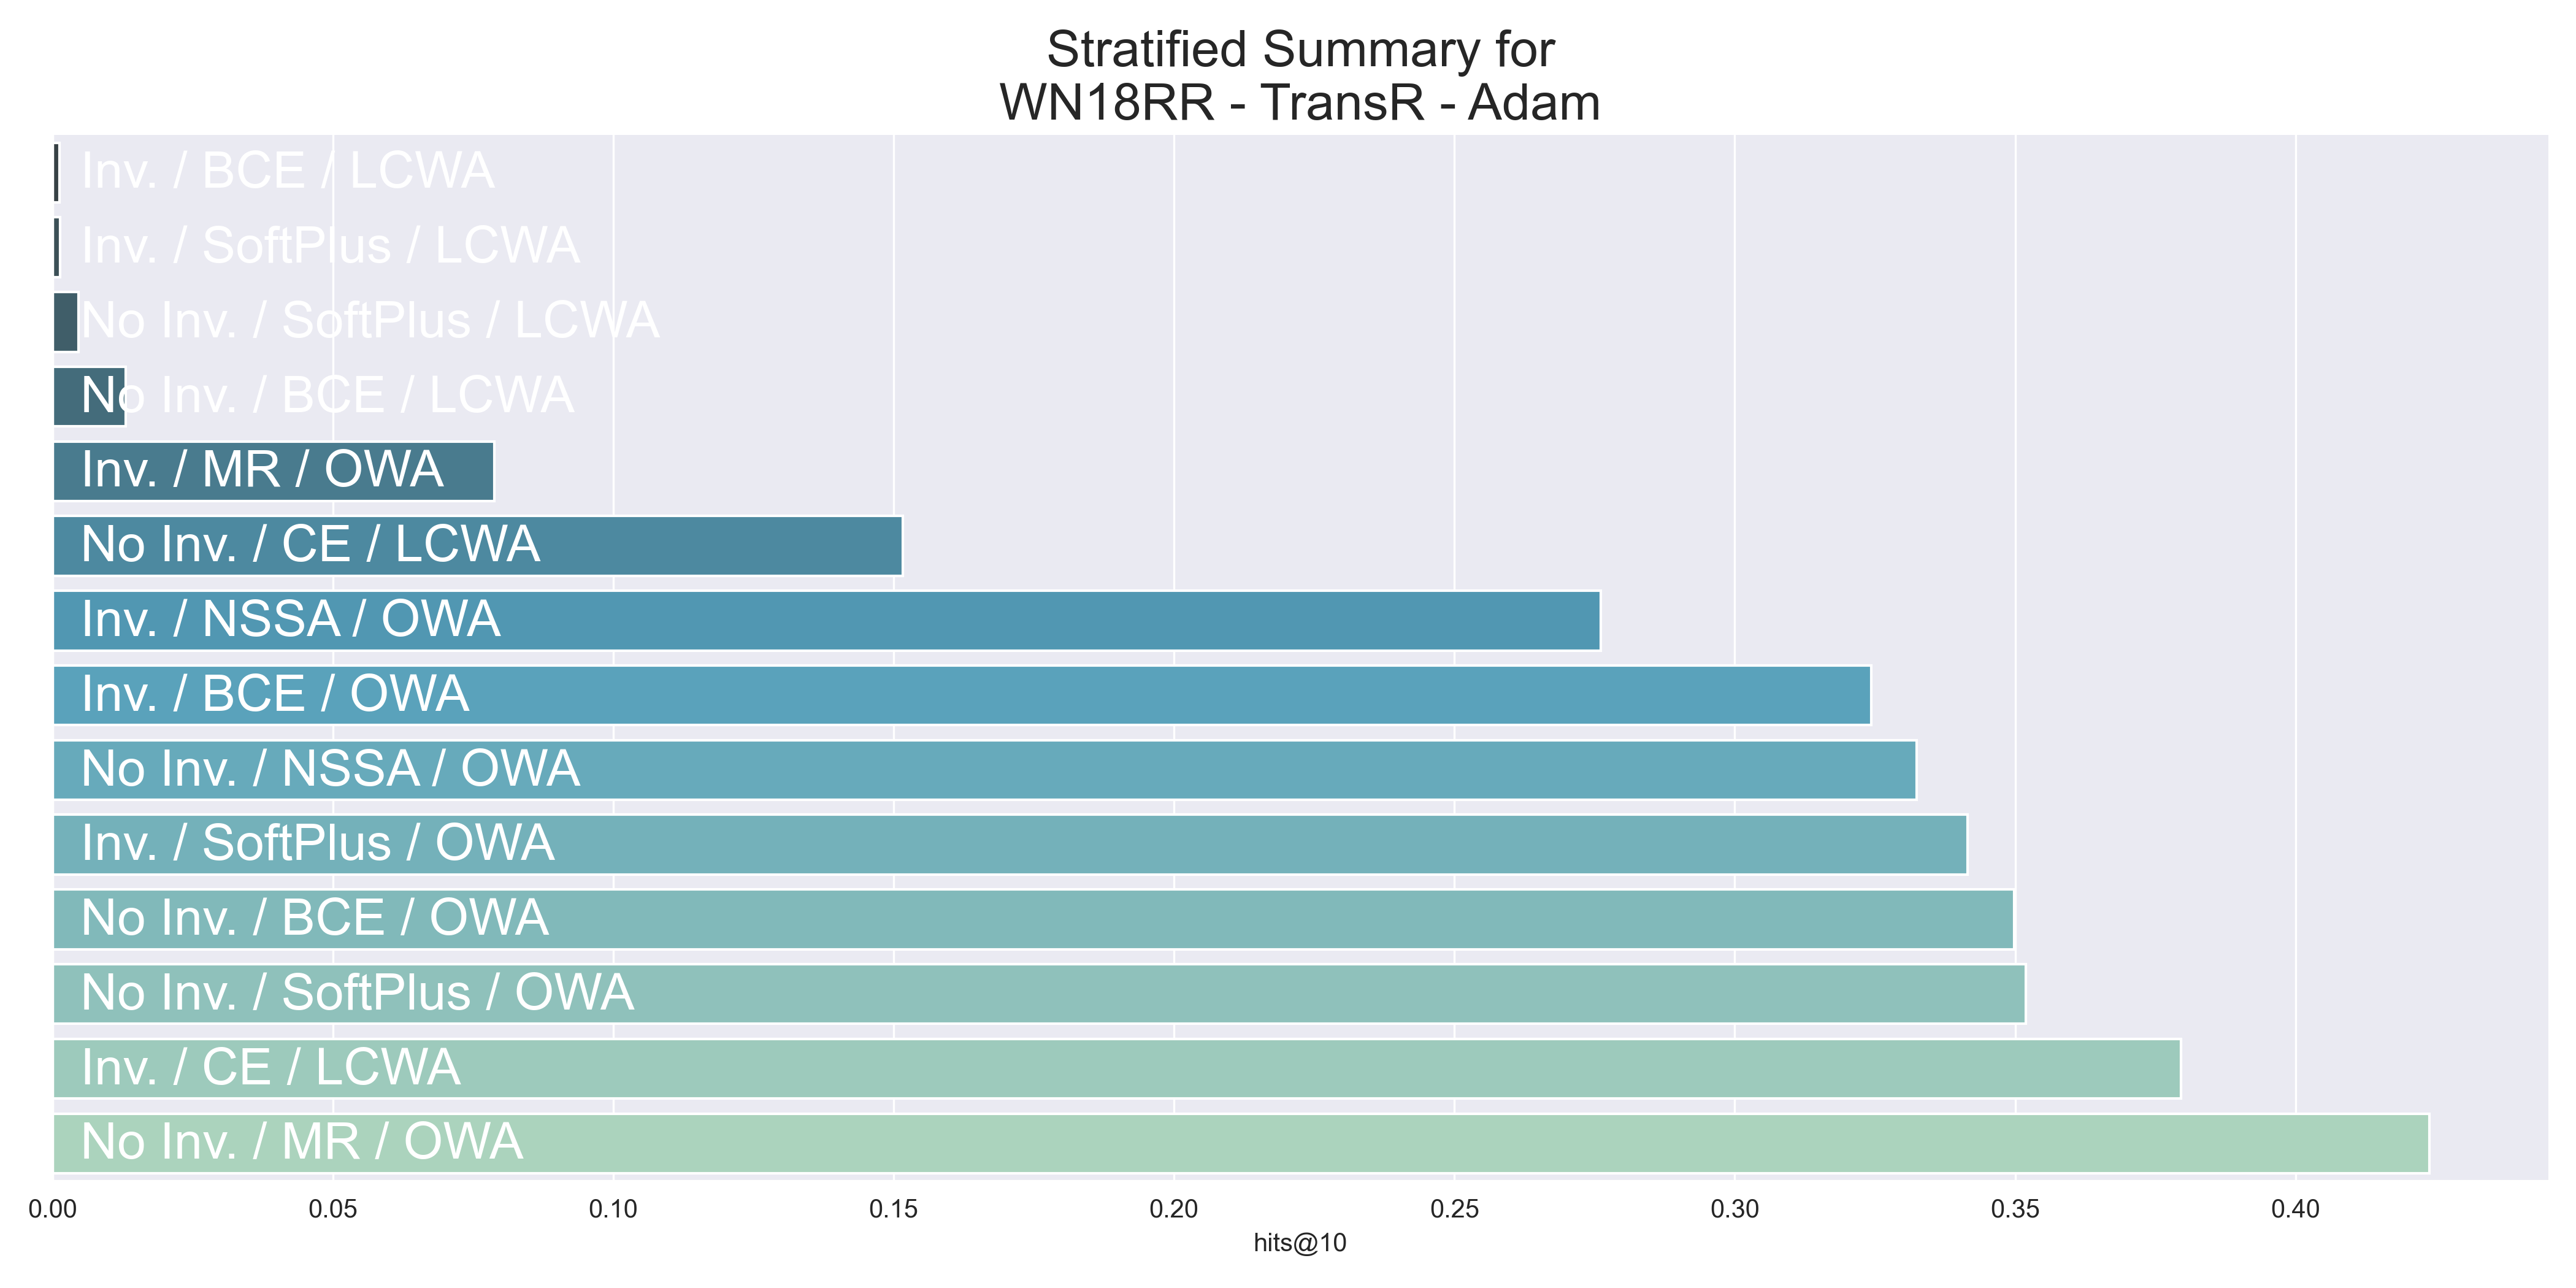 Stratified Summary for
WN18RR - TransR - Adam
Inv. / BCE / LCWA
Inv. / SoftPlus / LCWA
No Inv. / SoftPlus / LCWA
No Inv. / BCE / LCWA
Inv. / MR / OWA
No Inv. / CE / LCWA
Inv. / NSSA / OWA
Inv. / BCE / OWA
No Inv. / NSSA / OWA
Inv. / SoftPlus / OWA
No Inv. / BCE / OWA
No Inv. / SoftPlus / OWA
Inv. / CE / LCWA
No Inv. / MR / OWA
0.00 0.05 0.10 0.15 0.20 0.25 0.30 0.35 0.40
hits@10